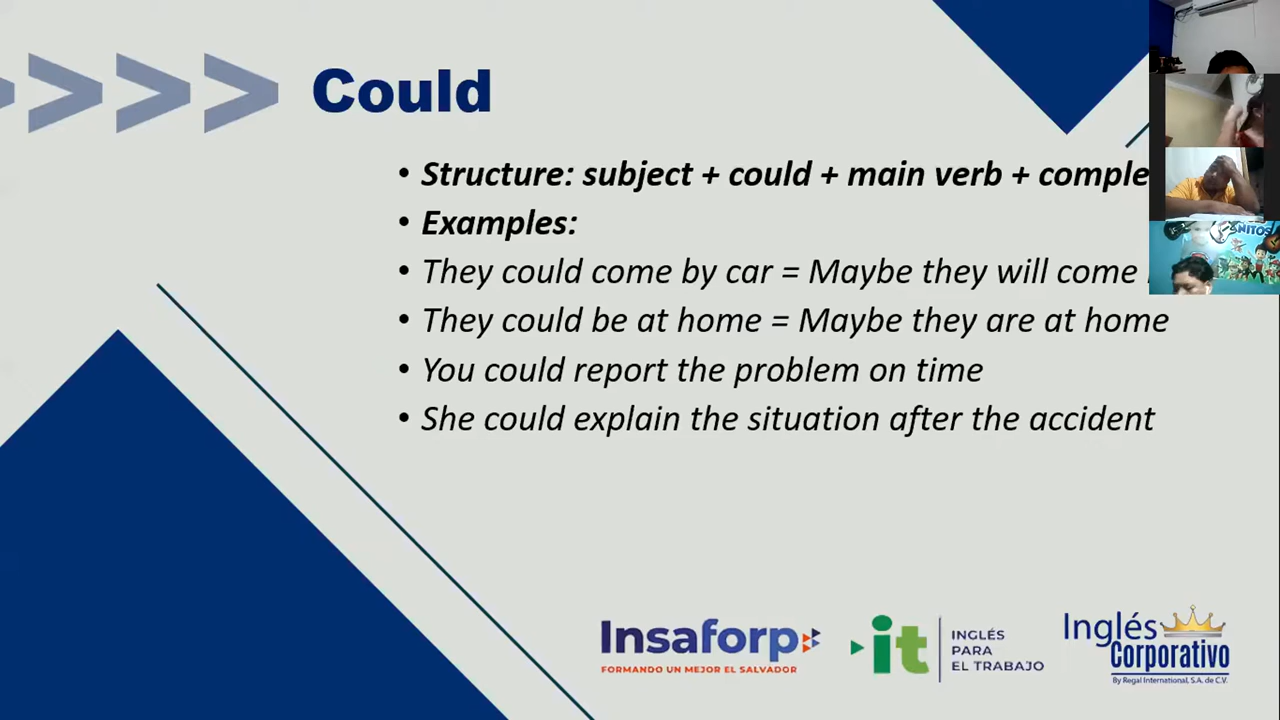 Could
• Structure: subject + could + main verb + comple
• Examples:
• They could come by car = Maybe they will come
• They could be at home = Maybe they are at home
• You could report the problem on time
• She could explain the situation after the accident
Insaforp
FORMANDO UN MEJOR EL SALVADOR
it
INGLÉS
PARA
EL TRABAJO
Inglés
Corporativo
By Regal International, S.A. de C.V.